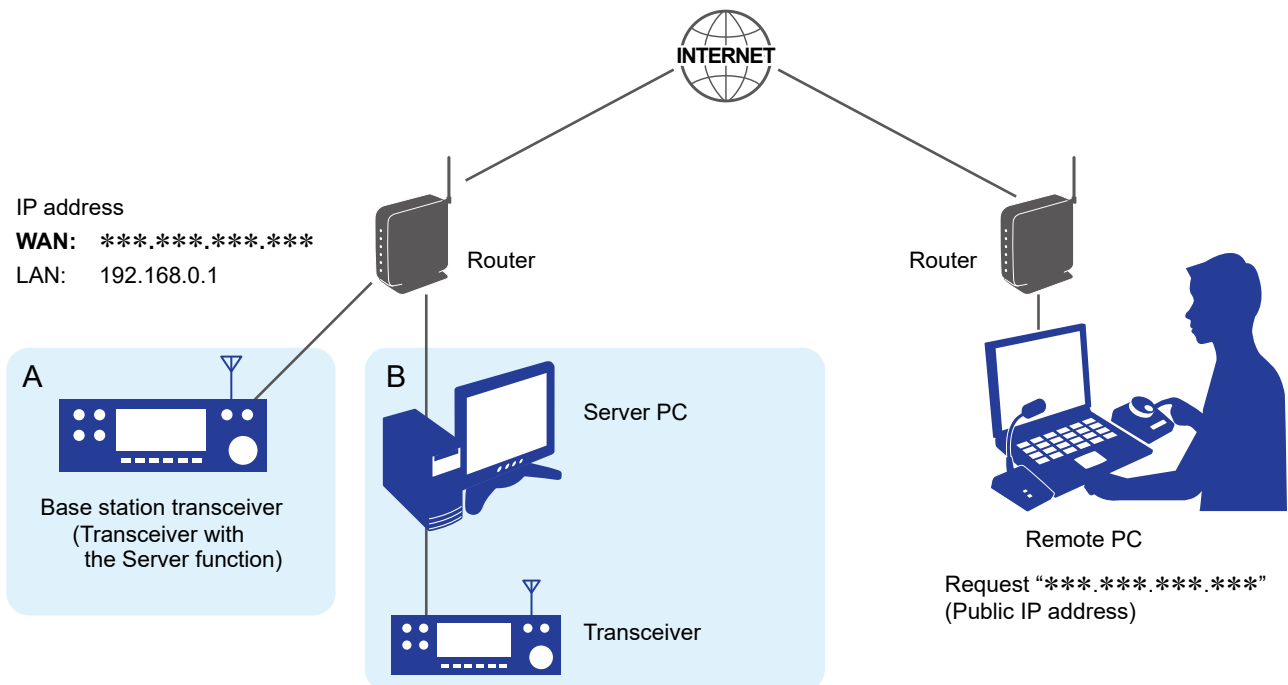 INTERNET
IP address
WAN: ***.***.***.***
LAN: 192.168.0.1
Router
Router
A
Base station transceiver
(Transceiver with
the Server function)
B
Server PC
Transceiver
Remote PC
Request “***.***.***.***”
(Public IP address)